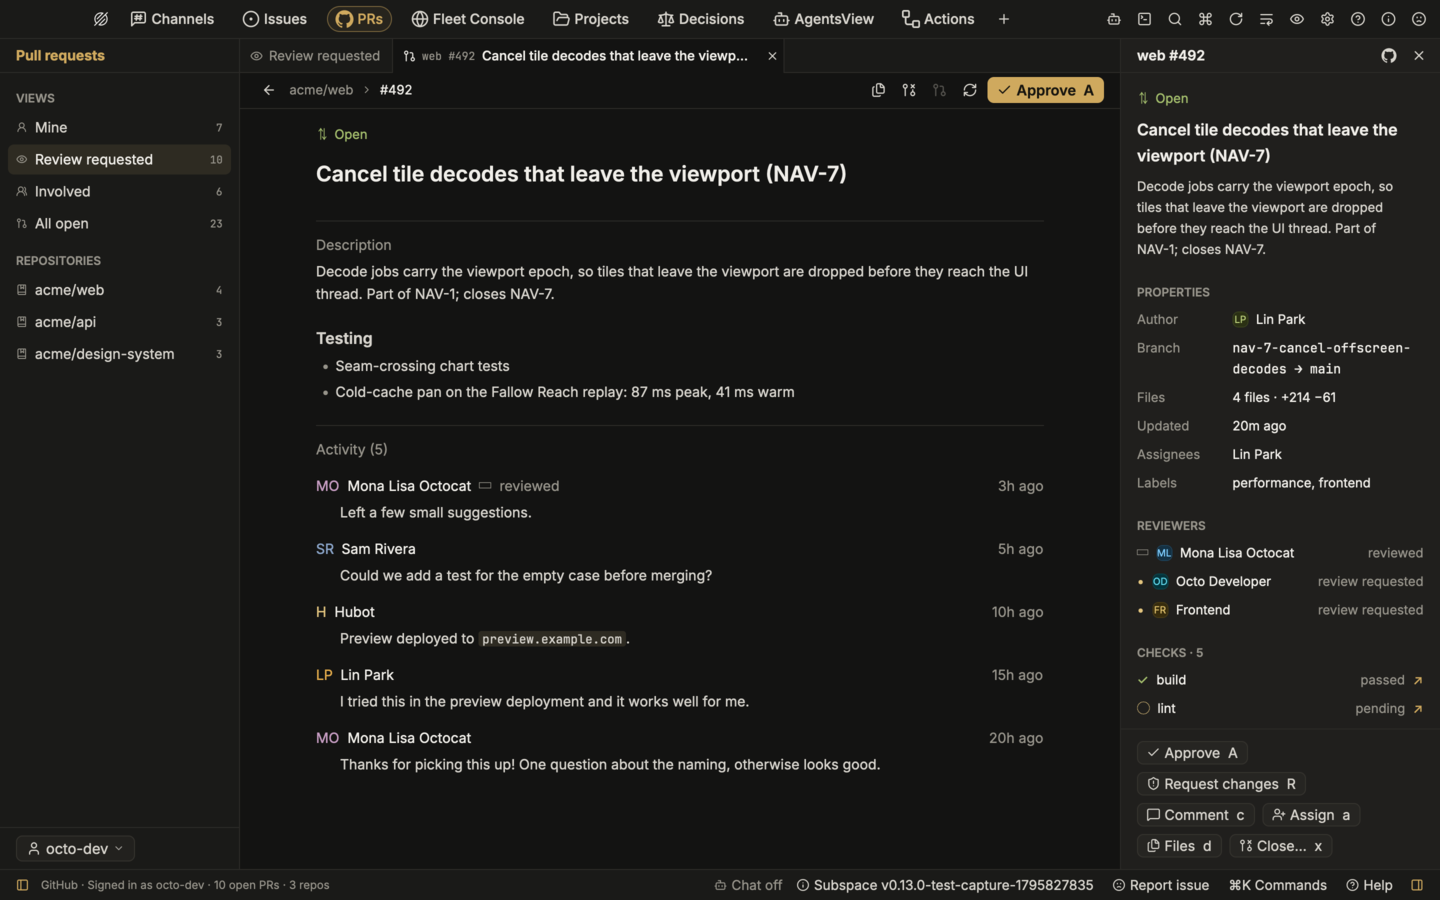 Channels
Issues
PRs
Fleet Console
Projects
Decisions
AgentsView
Actions
Pull requests
VIEWS
Mine 7
Review requested 10
Involved 6
All open 23
REPOSITORIES
acme/web 4
acme/api 3
acme/design-system 3
octo-dev
Review requested
web #492 Cancel tile decodes that leave the viewp...
acme/web › #492
Approve A
Open
Cancel tile decodes that leave the viewport (NAV-7)
Description
Decode jobs carry the viewport epoch, so tiles that leave the viewport are dropped before they reach the UI
thread. Part of NAV-1; closes NAV-7.
Testing
• Seam-crossing chart tests
• Cold-cache pan on the Fallow Reach replay: 87 ms peak, 41 ms warm
Activity (5)
MO Mona Lisa Octocat reviewed 3h ago
Left a few small suggestions.
SR Sam Rivera 5h ago
Could we add a test for the empty case before merging?
H Hubot 10h ago
Preview deployed to preview.example.com.
LP Lin Park 15h ago
I tried this in the preview deployment and it works well for me.
MO Mona Lisa Octocat 20h ago
Thanks for picking this up! One question about the naming, otherwise looks good.
web #492
Open
Cancel tile decodes that leave the
viewport (NAV-7)
Decode jobs carry the viewport epoch, so
tiles that leave the viewport are dropped
before they reach the UI thread. Part of
NAV-1; closes NAV-7.
PROPERTIES
Author LP Lin Park
Branch nav-7-cancel-offscreen-
decodes → main
Files 4 files · +214 −61
Updated 20m ago
Assignees Lin Park
Labels performance, frontend
REVIEWERS
ML Mona Lisa Octocat reviewed
OD Octo Developer review requested
FR Frontend review requested
CHECKS · 5
build passed
lint pending
Approve A
Request changes R
Comment c
Assign a
Files d
Close... x
GitHub · Signed in as octo-dev · 10 open PRs · 3 repos
Chat off
Subspace v0.13.0-test-capture-1795827835
Report issue
⌘K Commands
Help